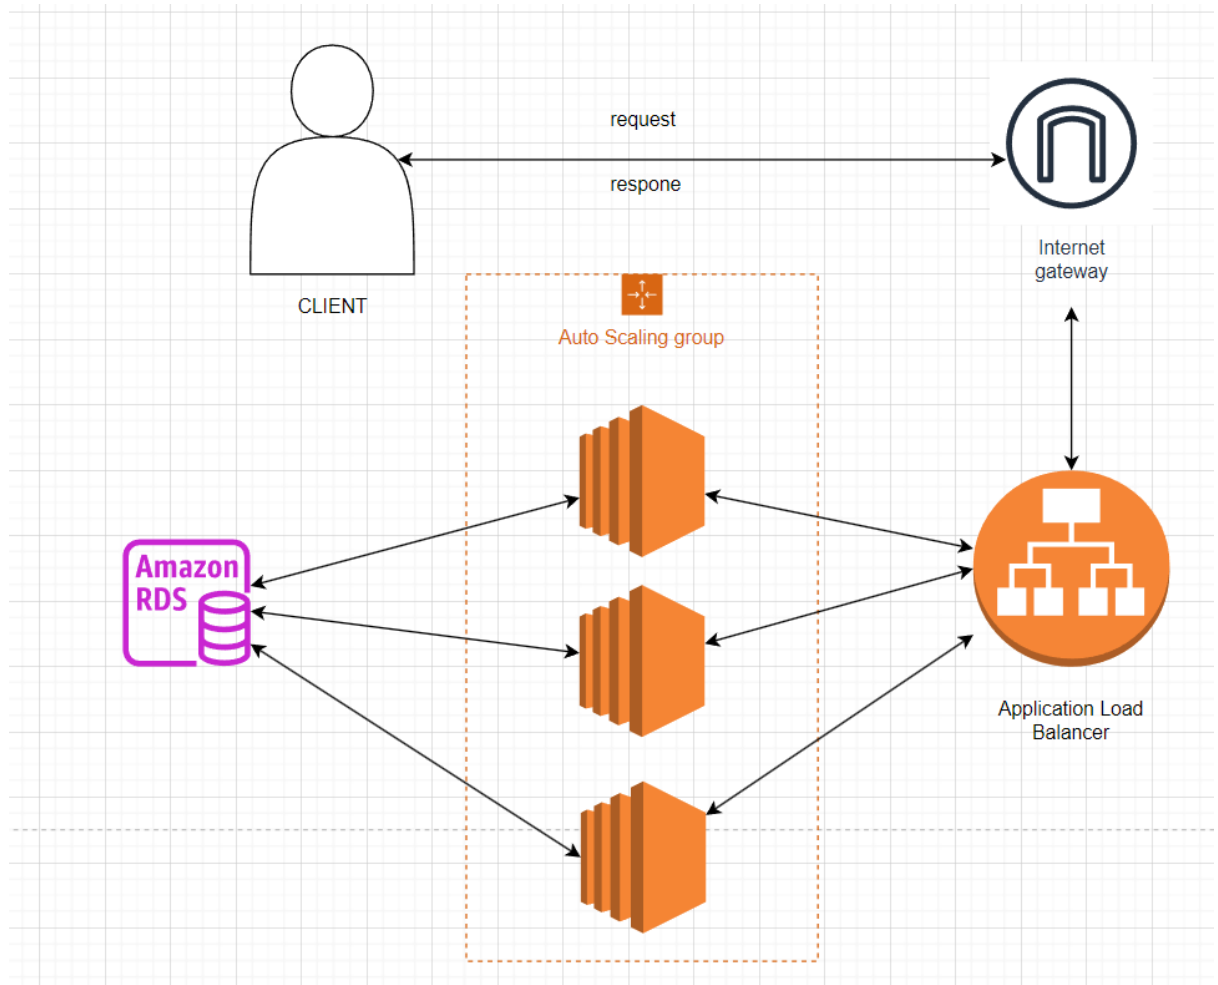 request
respone
Internet
gateway
CLIENT
Auto Scaling group
Amazon
RDS
Application Load
Balancer